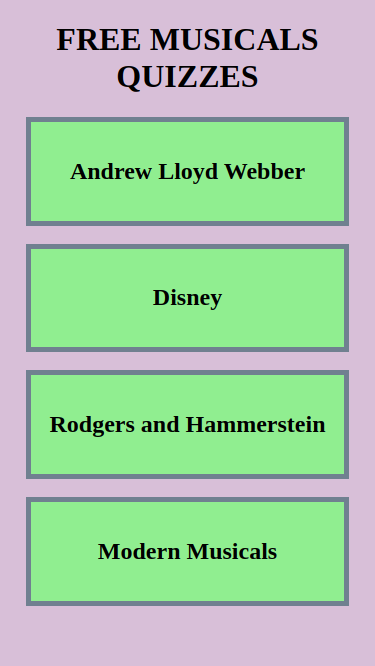 FREE MUSICALS
QUIZZES
Andrew Lloyd Webber
Disney
Rodgers and Hammerstein
Modern Musicals